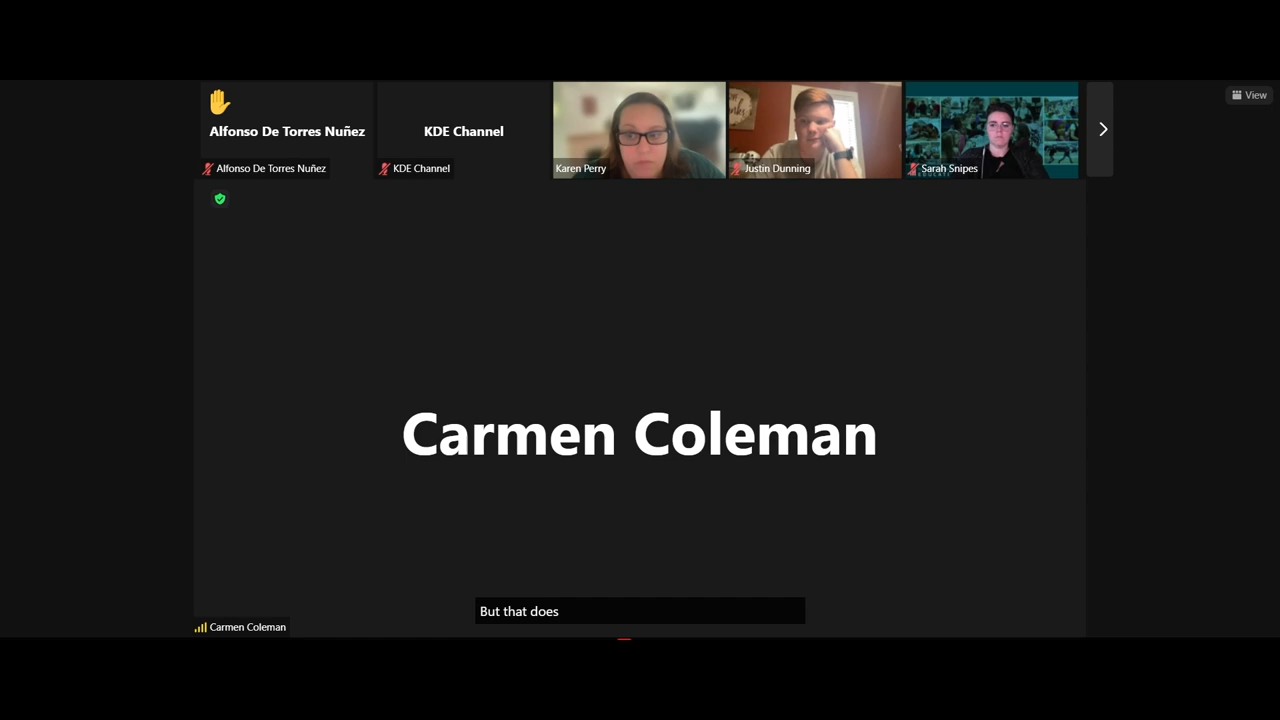 Alfonso De Torres Nuñez
KDE Channel
View
Alfonso De Torres Nuñez
KDE Channel
Karen Perry
Justin Dunning
Sarah Snipes
Carmen Coleman
But that does
Carmen Coleman